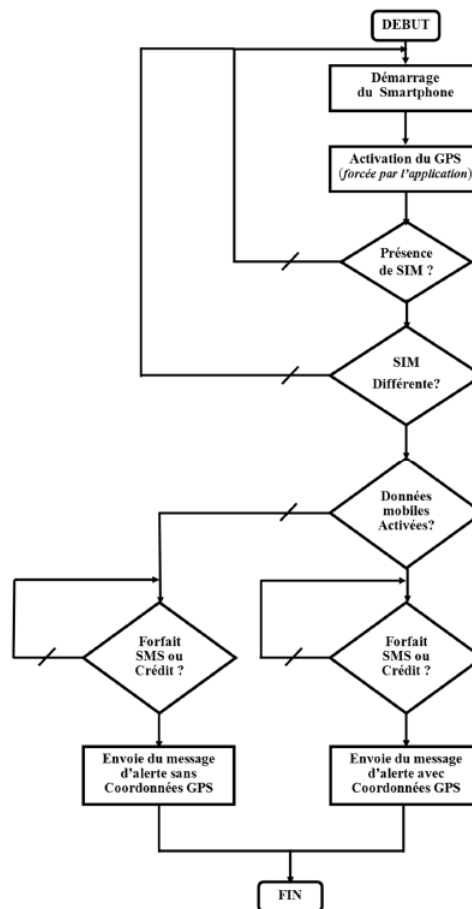 DEBUT
Démarrage
du Smartphone
Activation du GPS
(forcée par l'application)
Présence
de SIM ?
SIM
Différente?
Données
mobiles
Activées?
Forfait
SMS ou
Crédit ?
Forfait
SMS ou
Crédit ?
Envoie du message
d'alerte sans
Coordonnées GPS
Envoie du message
d'alerte avec
Coordonnées GPS
FIN